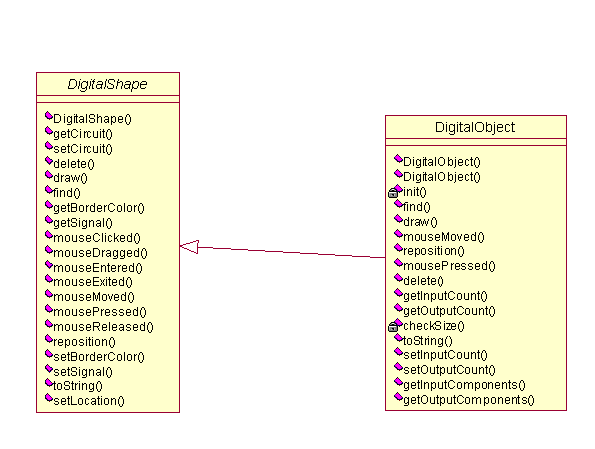 DigitalShape
DigitalShape()
getCircuit()
setCircuit()
delete()
draw()
find()
getBorderColor()
getSignal()
mouseClicked()
mouseDragged()
mouseEntered()
mouseExited()
mouseMoved()
mousePressed()
mouseReleased()
reposition()
setBorderColor()
setSignal()
toString()
setLocation()
DigitalObject
DigitalObject()
DigitalObject()
init()
find()
draw()
mouseMoved()
reposition()
mousePressed()
delete()
getInputCount()
getOutputCount()
checkSize()
toString()
setInputCount()
setOutputCount()
getInputComponents()
getOutputComponents()